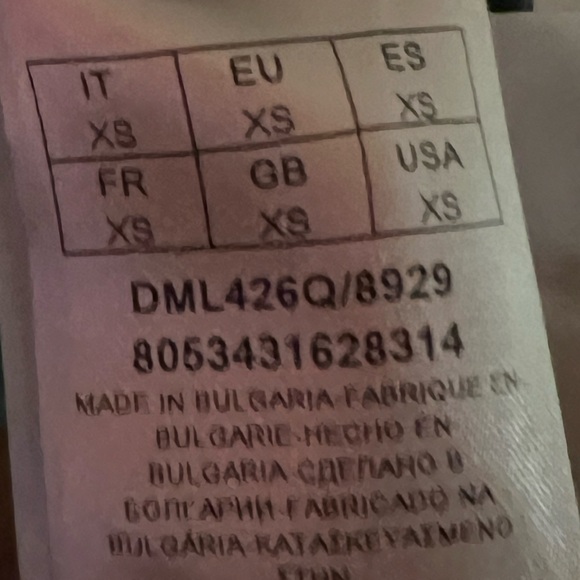 IT EU ES
XS XS XS
FR GB USA
XS XS XS
DML426Q/8929
8053431628314
MADE IN BULGARIA-FABRIQUE EN
BULGARIE-HECHO EN
BULGARIA СДЕЛАНО В
БОЛГАРИИ-FABRICADO NA
BULGÁRIA-ΚΑΤΑΣΚΕΥΑΣΜΕΝΟ
ΣΤΗΝ